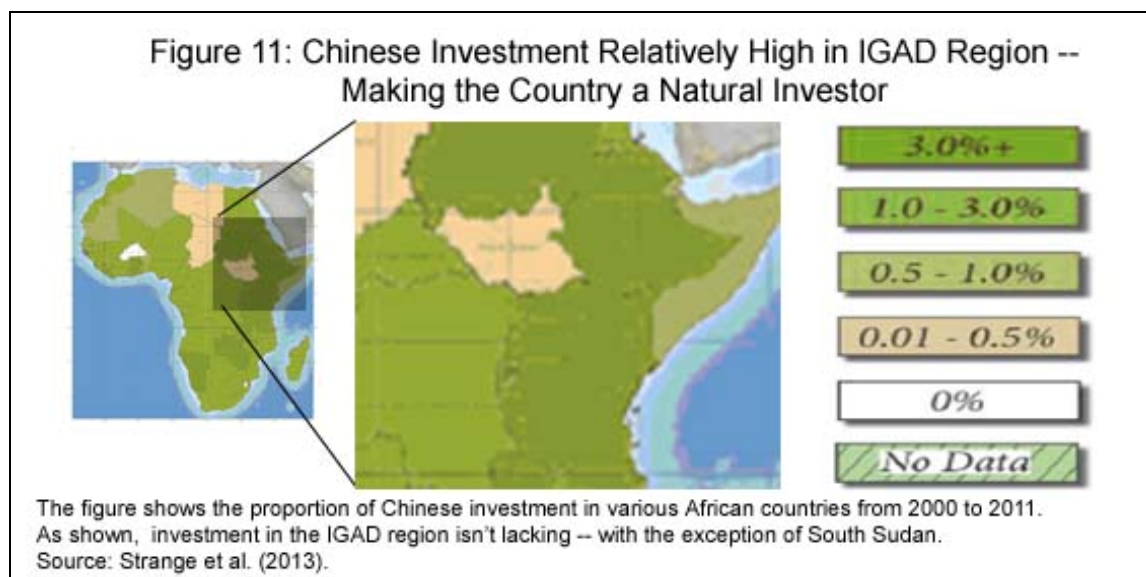 Figure 11: Chinese Investment Relatively High in IGAD Region --
Making the Country a Natural Investor
3.0%+
1.0 - 3.0%
0.5 - 1.0%
0.01 - 0.5%
0%
No Data
The figure shows the proportion of Chinese investment in various African countries from 2000 to 2011.
As shown, investment in the IGAD region isn't lacking -- with the exception of South Sudan.
Source: Strange et al. (2013).